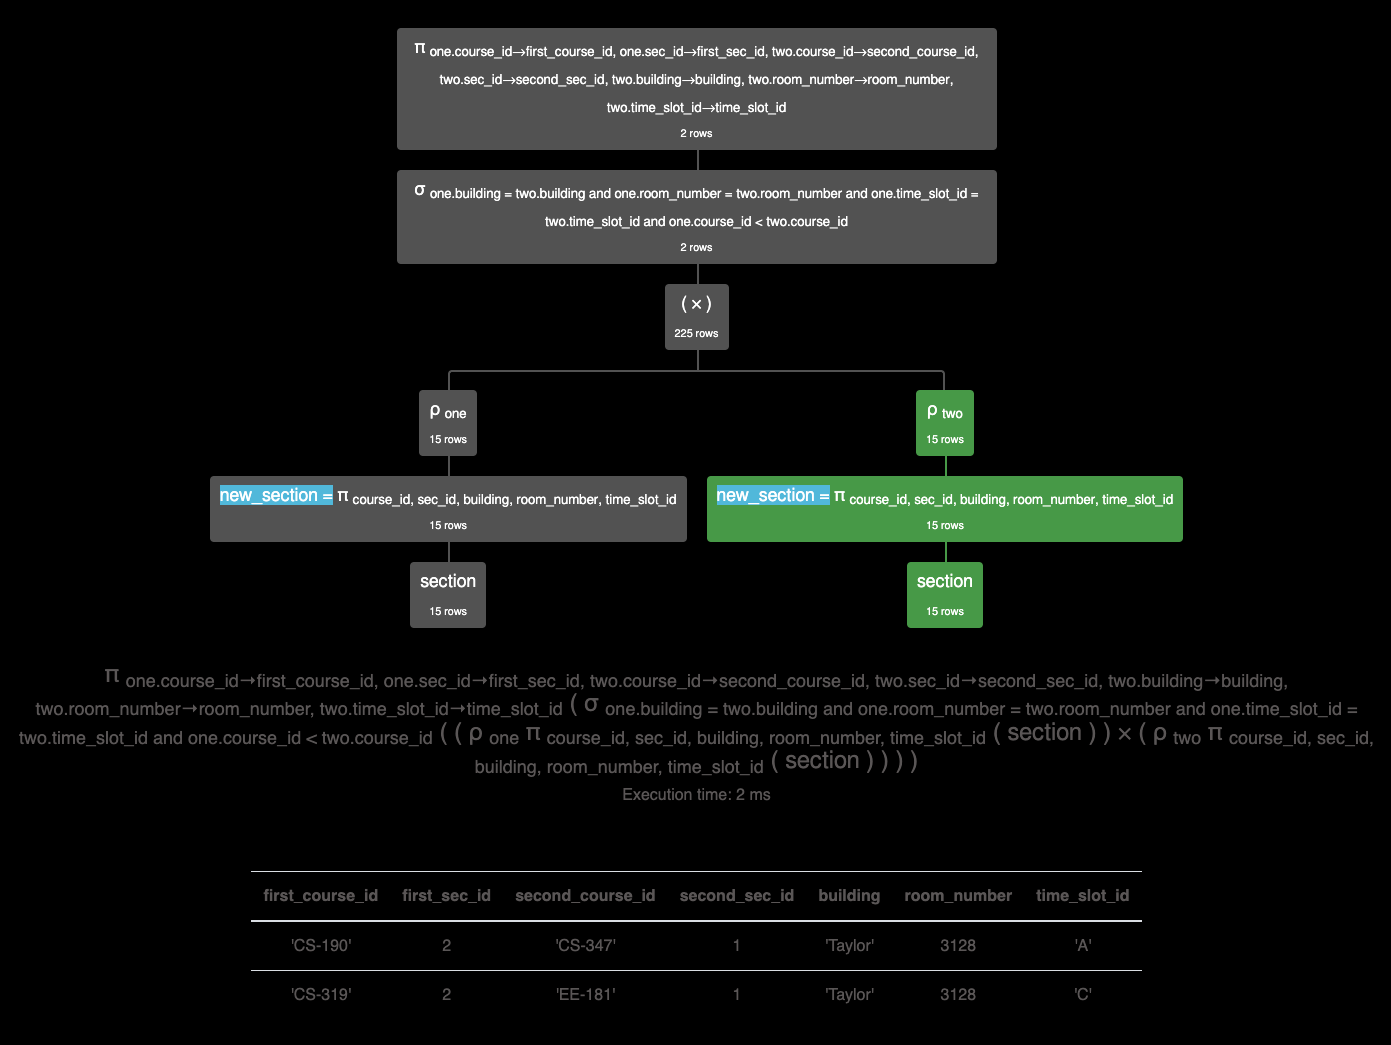 π one.course_id→first_course_id, one.sec_id→first_sec_id, two.course_id→second_course_id,
two.sec_id→second_sec_id, two.building→building, two.room_number→room_number,
two.time_slot_id→time_slot_id
2 rows
σ one.building = two.building and one.room_number = two.room_number and one.time_slot_id =
two.time_slot_id and one.course_id < two.course_id
2 rows
(×)
225 rows
ρ one
15 rows
ρ two
15 rows
new_section = π course_id, sec_id, building, room_number, time_slot_id
15 rows
new_section = π course_id, sec_id, building, room_number, time_slot_id
15 rows
section
15 rows
section
15 rows
π one.course_id→first_course_id, one.sec_id→first_sec_id, two.course_id→second_course_id, two.sec_id→second_sec_id, two.building→building,
two.room_number→room_number, two.time_slot_id→time_slot_id ( σ one.building = two.building and one.room_number = two.room_number and one.time_slot_id =
two.time_slot_id and one.course_id < two.course_id ( ( ρ one π course_id, sec_id, building, room_number, time_slot_id ( section ) ) × ( ρ two π course_id, sec_id,
building, room_number, time_slot_id ( section ) ) ) )
Execution time: 2 ms
first_course_id first_sec_id second_course_id second_sec_id building room_number time_slot_id
'CS-190' 2 'CS-347' 1 'Taylor' 3128 'A'
'CS-319' 2 'EE-181' 1 'Taylor' 3128 'C'